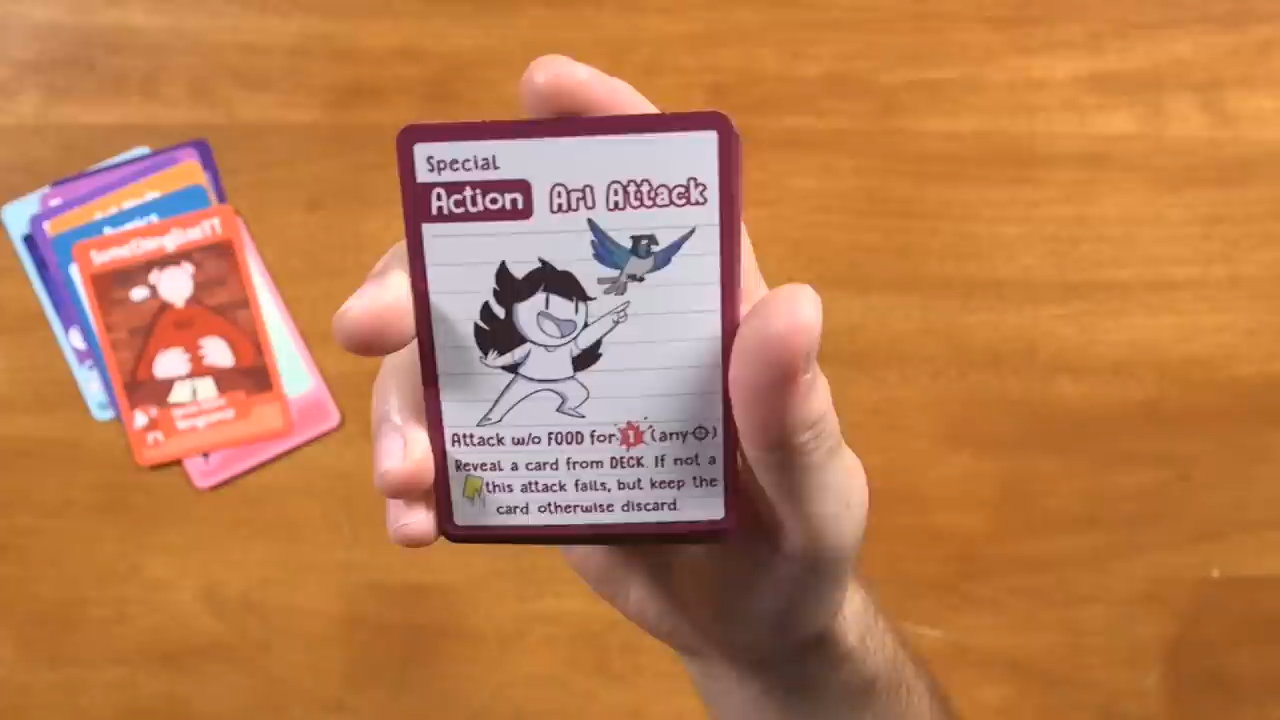 Special
Action Ari Attack
Attack w/o FOOD for 1 (any )
Reveal a card from DECK. If not a
this attack fails, but keep the
card otherwise discard.
SomeThingElseYT